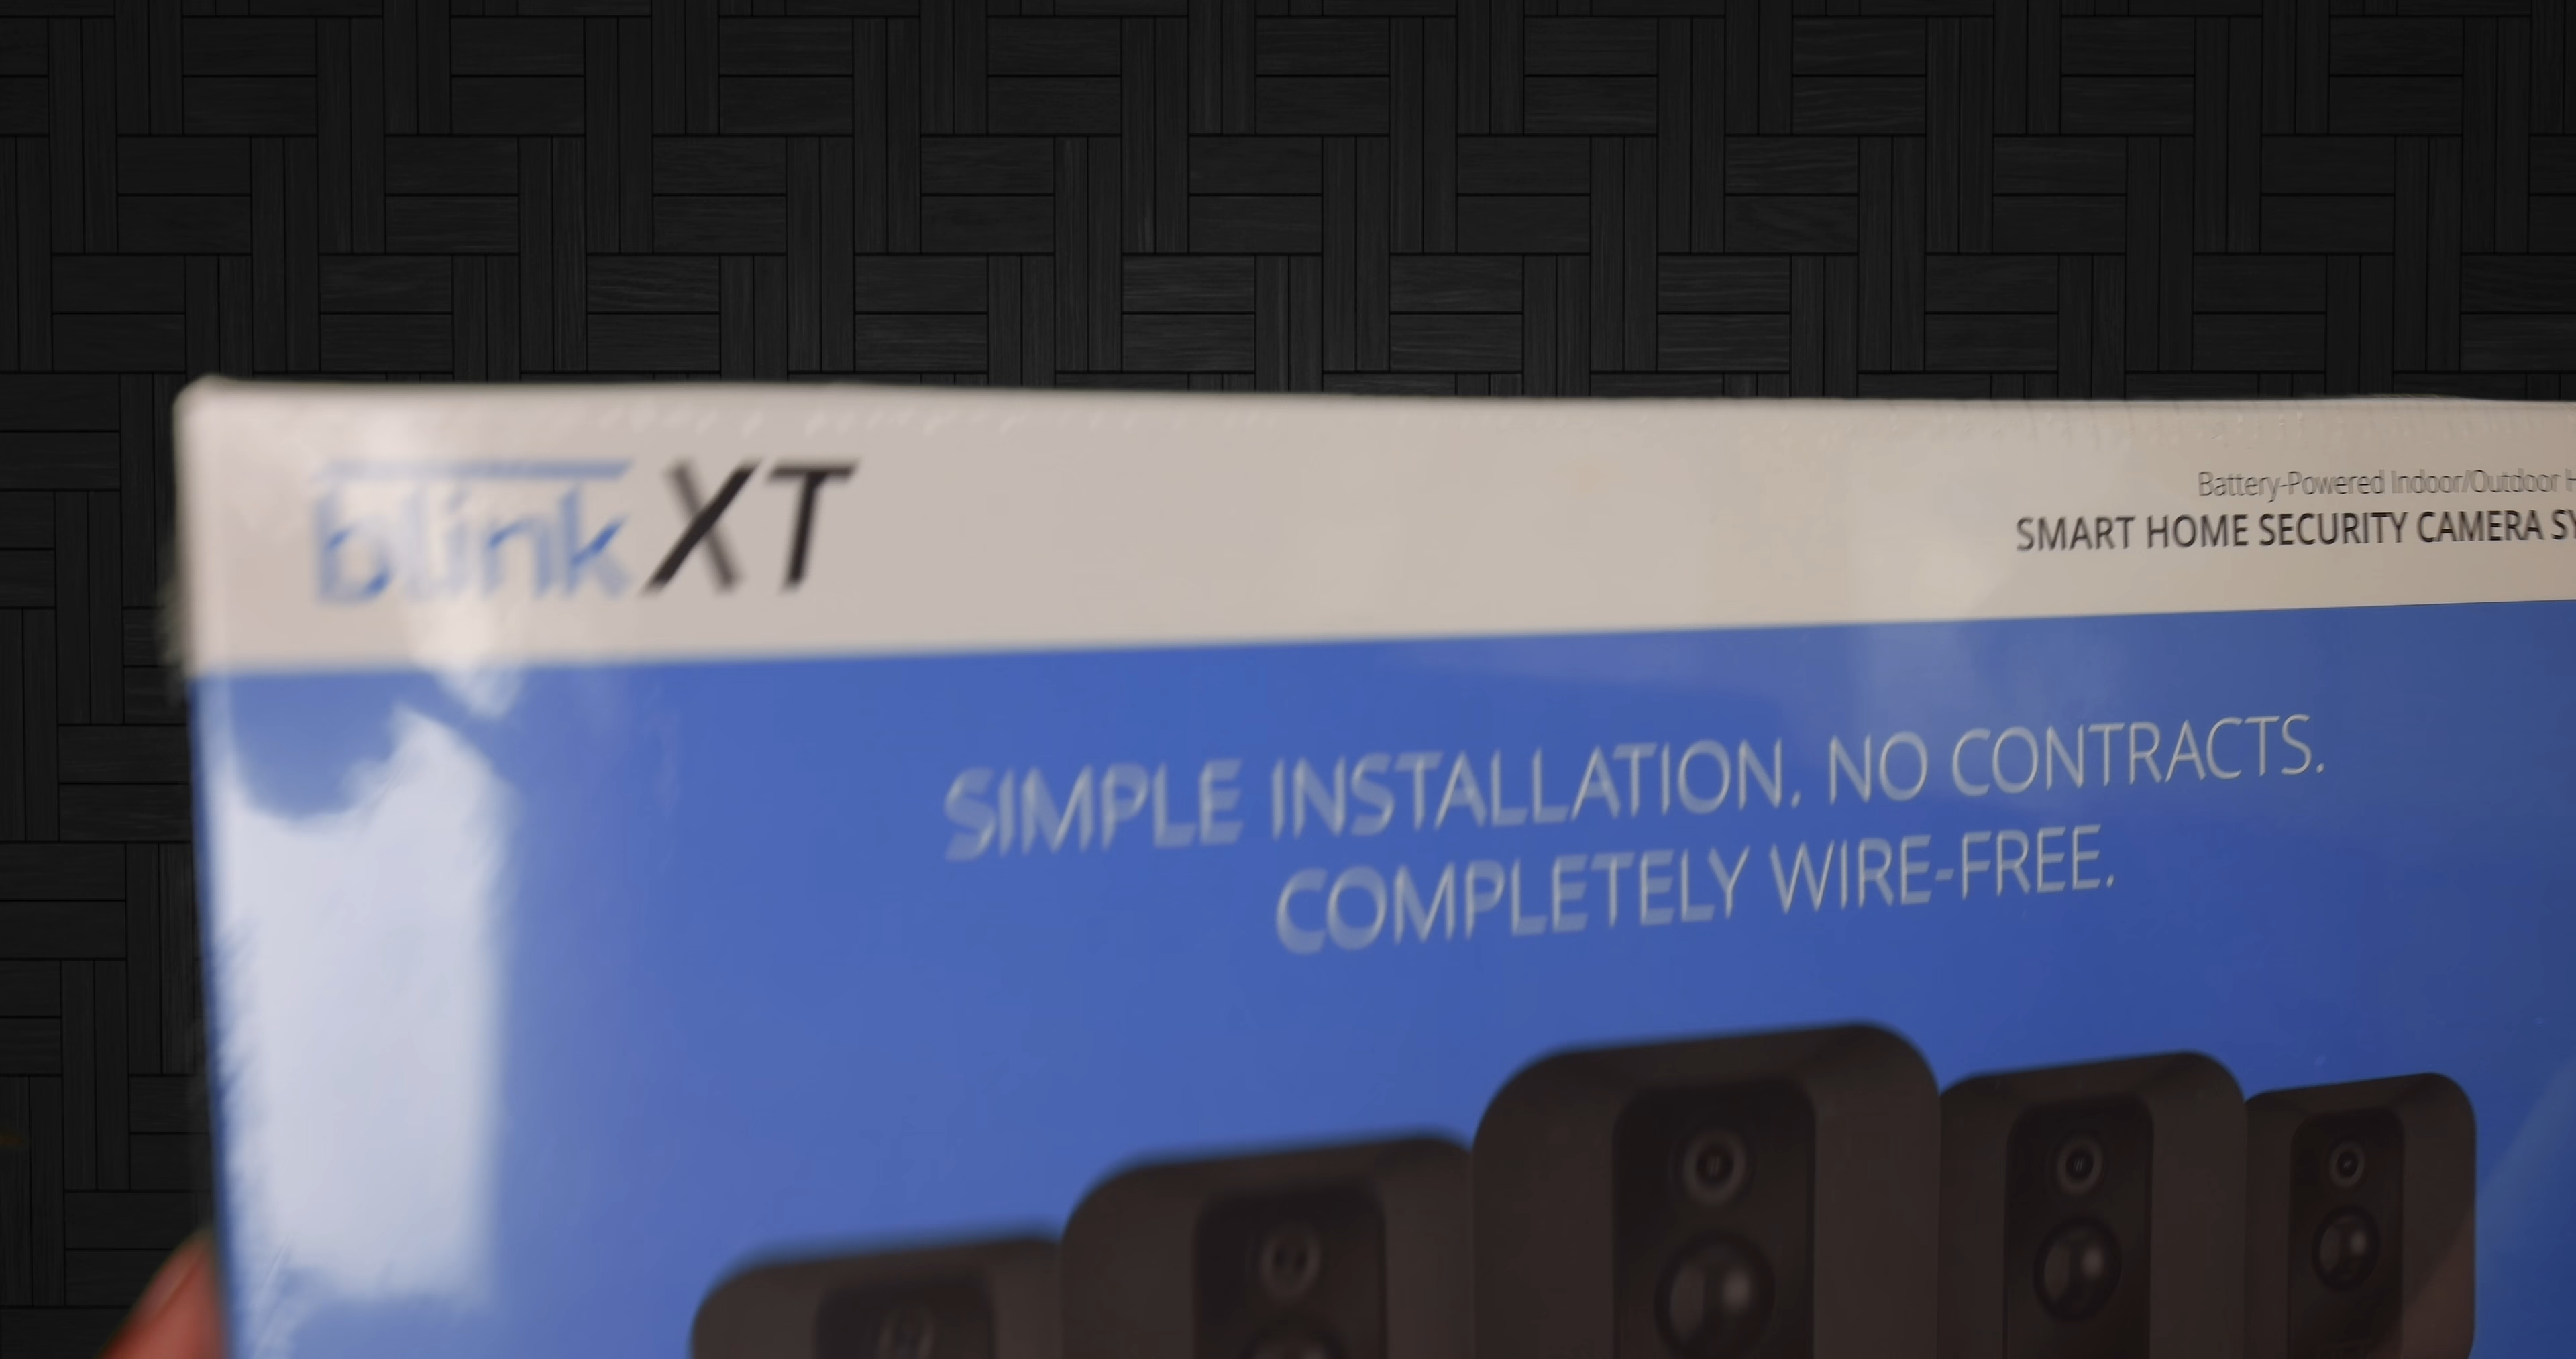 blink XT
Battery-Powered Indoor/Outdoor
SMART HOME SECURITY CAMERA
SIMPLE INSTALLATION. NO CONTRACTS.
COMPLETELY WIRE-FREE.